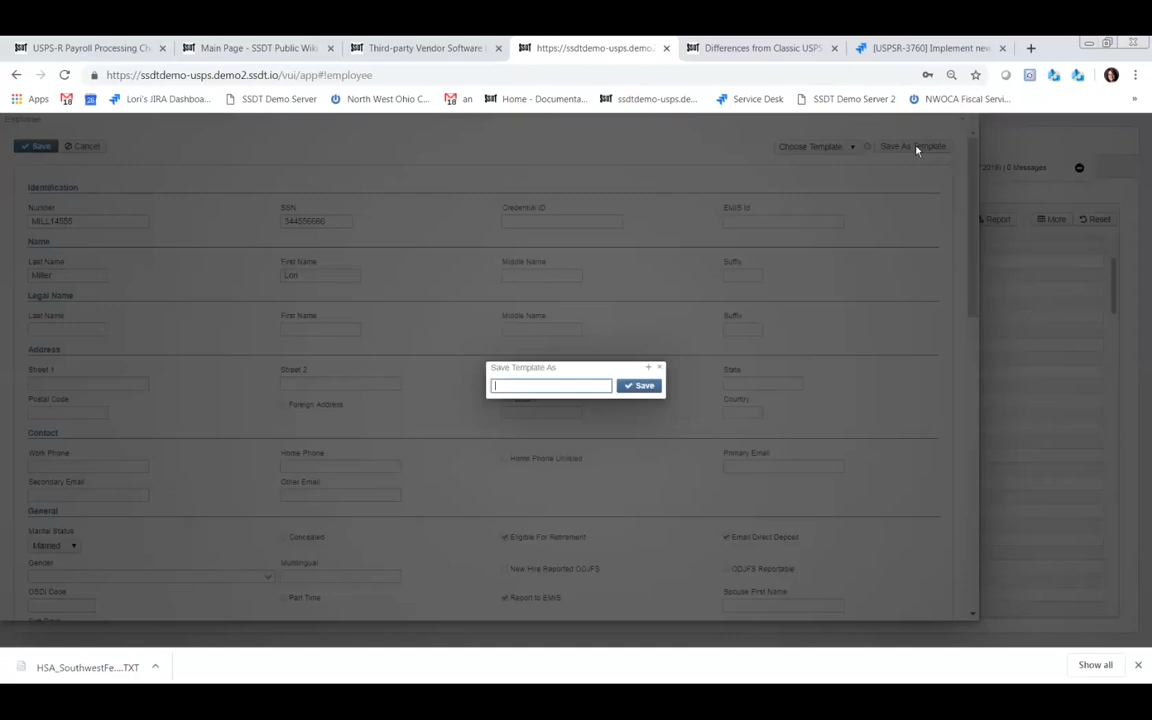 USPS-R Payroll Processing Ch
Main Page - SSDT Public Wiki
Third-party Vendor Software I
https://ssdtdemo-usps.demo2.
Differences from Classic USPS
[USPSR-3760] Implement new
https://ssdtdemo-usps.demo2.ssdt.io/vui/app#!employee
Apps
Lori's JIRA Dashboa...
SSDT Demo Server
North West Ohio C...
an
Home - Documenta...
ssdtdemo-usps.de...
Service Desk
SSDT Demo Server 2
NWOCA Fiscal Servi...
Employee
Save
Cancel
Choose Template
Save As Template
2019) | 0 Messages
Report
More
Reset
Identification
Number
SSN
Credential ID
EMIS Id
MILL14555
344556666
Name
Last Name
First Name
Middle Name
Suffix
Miller
Lori
Legal Name
Last Name
First Name
Middle Name
Suffix
Address
Street 1
Street 2
State
Postal Code
Foreign Address
Country
Save Template As
Save
Contact
Work Phone
Home Phone
Home Phone Unlisted
Primary Email
Secondary Email
Other Email
General
Marital Status
Married
Concealed
Eligible For Retirement
Email Direct Deposit
Gender
Multilingual
New Hire Reported ODJFS
ODJFS Reportable
OSDI Code
Part Time
Report to EMIS
Spouse First Name
HSA_SouthwestFe....TXT
Show all